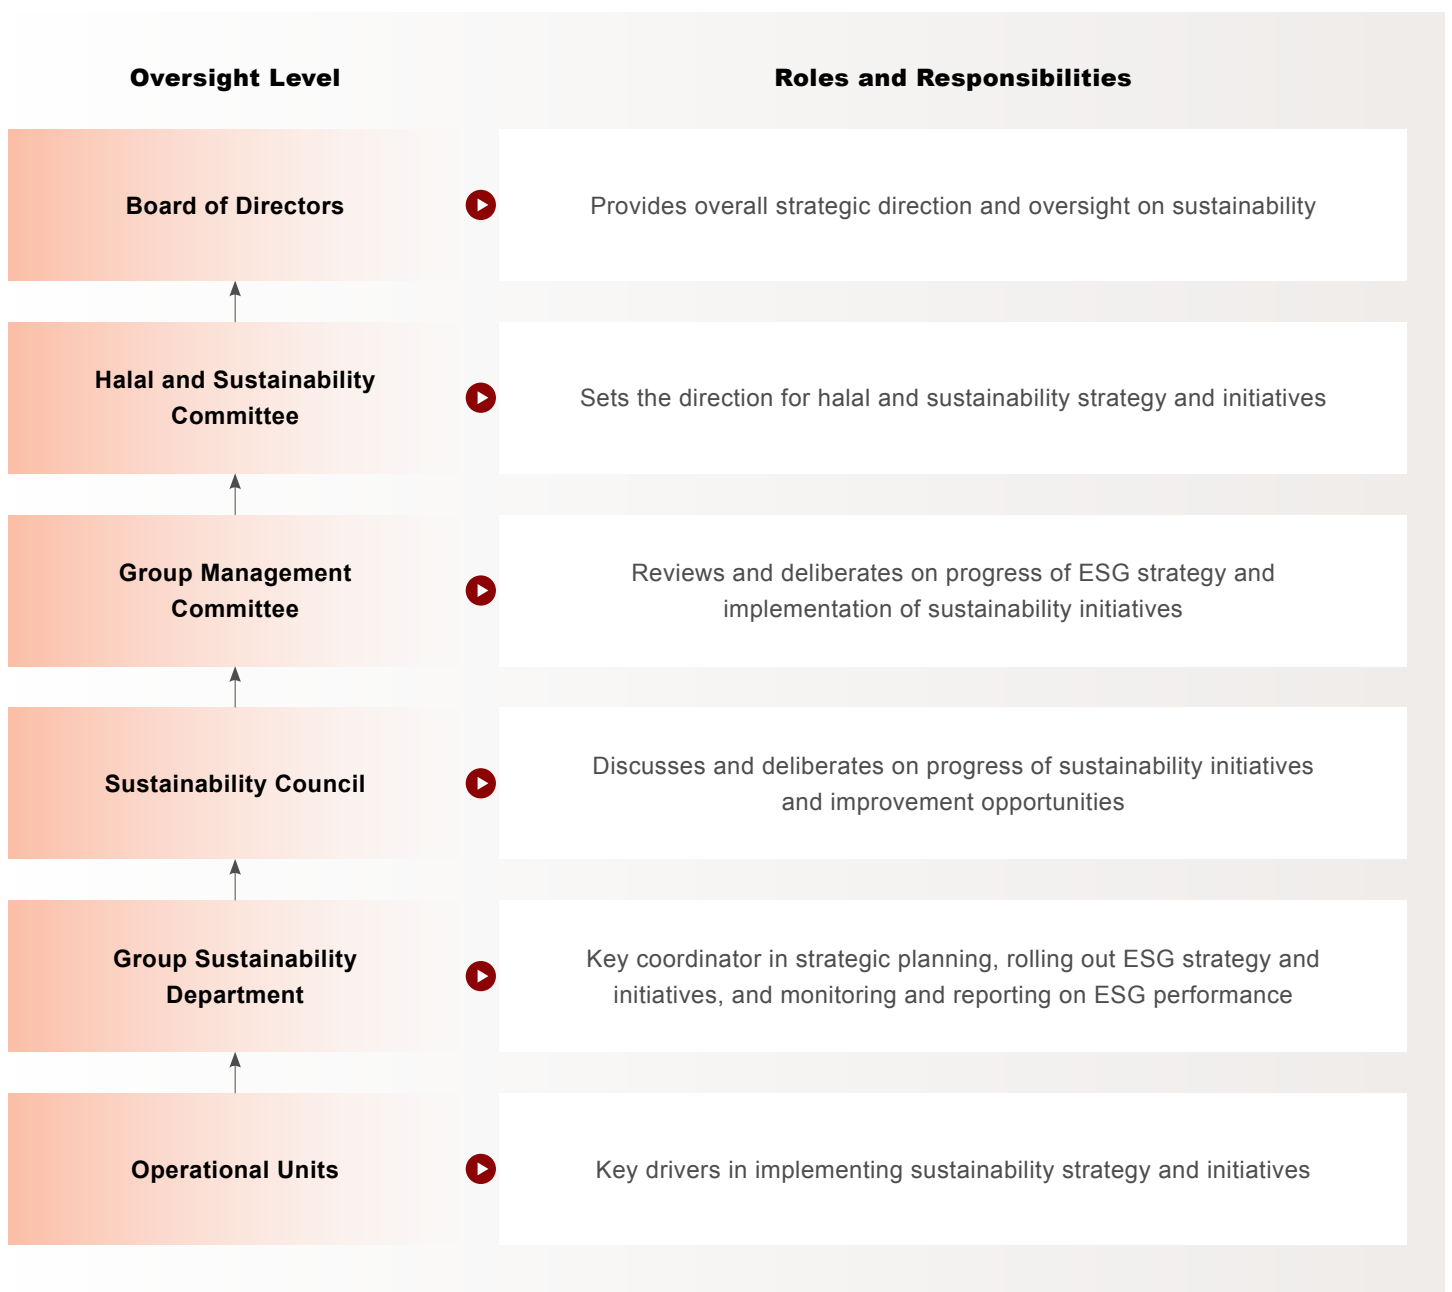 Oversight Level
Roles and Responsibilities
Board of Directors
Provides overall strategic direction and oversight on sustainability
Halal and Sustainability
Committee
Sets the direction for halal and sustainability strategy and initiatives
Group Management
Committee
Reviews and deliberates on progress of ESG strategy and
implementation of sustainability initiatives
Sustainability Council
Discusses and deliberates on progress of sustainability initiatives
and improvement opportunities
Group Sustainability
Department
Key coordinator in strategic planning, rolling out ESG strategy and
initiatives, and monitoring and reporting on ESG performance
Operational Units
Key drivers in implementing sustainability strategy and initiatives